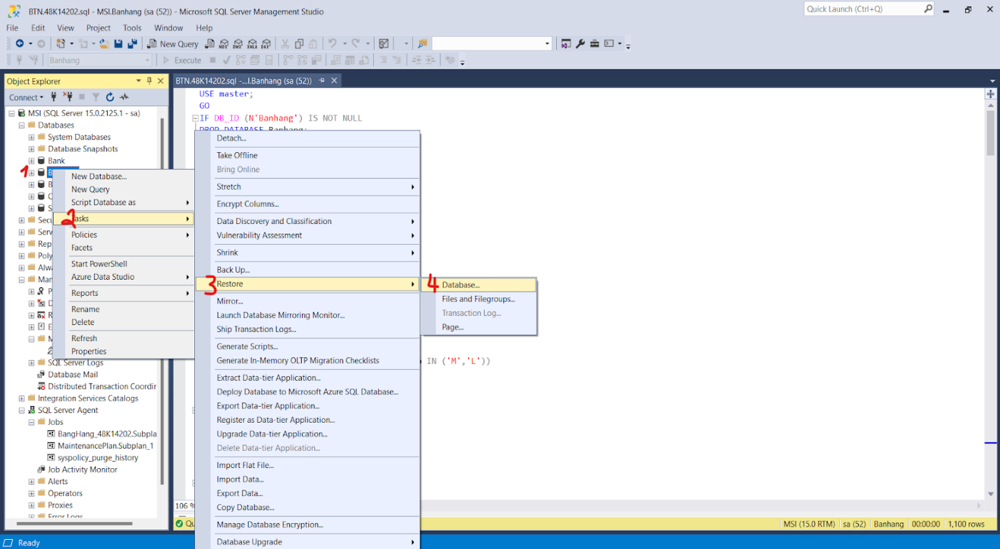 BTN.48K14202.sql - MSI.Banhang (sa (52)) - Microsoft SQL Server Management Studio
Quick Launch (Ctrl+Q)
File Edit View Project Tools Window Help
New Query
MDX DMX XMLA DAX
Banhang
Execute
Object Explorer
BTN.48K14202.sql -...I.Banhang (sa (52))
Connect
MSI (SQL Server 15.0.2125.1 - sa)
Databases
System Databases
Database Snapshots
Bank
1
B
B
C
S
Secu
Serv
Rep
Poly
Alwa
Man
P
D
R
E
M
SQL Server Logs
Database Mail
Distributed Transaction Coordin
Integration Services Catalogs
SQL Server Agent
Jobs
BangHang_48K14202.Subpla
MaintenancePlan.Subplan_1
syspolicy_purge_history
Job Activity Monitor
Alerts
Operators
Proxies
Error Logs
USE master;
GO
IF DB_ID (N'Banhang') IS NOT NULL
DROP DATABASE Banhang;
IN ('M','L'))
New Database...
New Query
Script Database as
2 Tasks
Policies
Facets
Start PowerShell
Azure Data Studio
Reports
Rename
Delete
Refresh
Properties
Detach...
Take Offline
Bring Online
Stretch
Encrypt Columns...
Data Discovery and Classification
Vulnerability Assessment
Shrink
Back Up...
3 Restore
Mirror...
Launch Database Mirroring Monitor...
Ship Transaction Logs...
Generate Scripts...
Generate In-Memory OLTP Migration Checklists
Extract Data-tier Application...
Deploy Database to Microsoft Azure SQL Database...
Export Data-tier Application...
Register as Data-tier Application...
Upgrade Data-tier Application...
Delete Data-tier Application...
Import Flat File...
Import Data...
Export Data...
Copy Database...
Manage Database Encryption...
Database Upgrade
4 Database...
Files and Filegroups...
Transaction Log...
Page...
106 %
Qu
MSI (15.0 RTM) sa (52) Banhang 00:00:00 1,100 rows
Ready